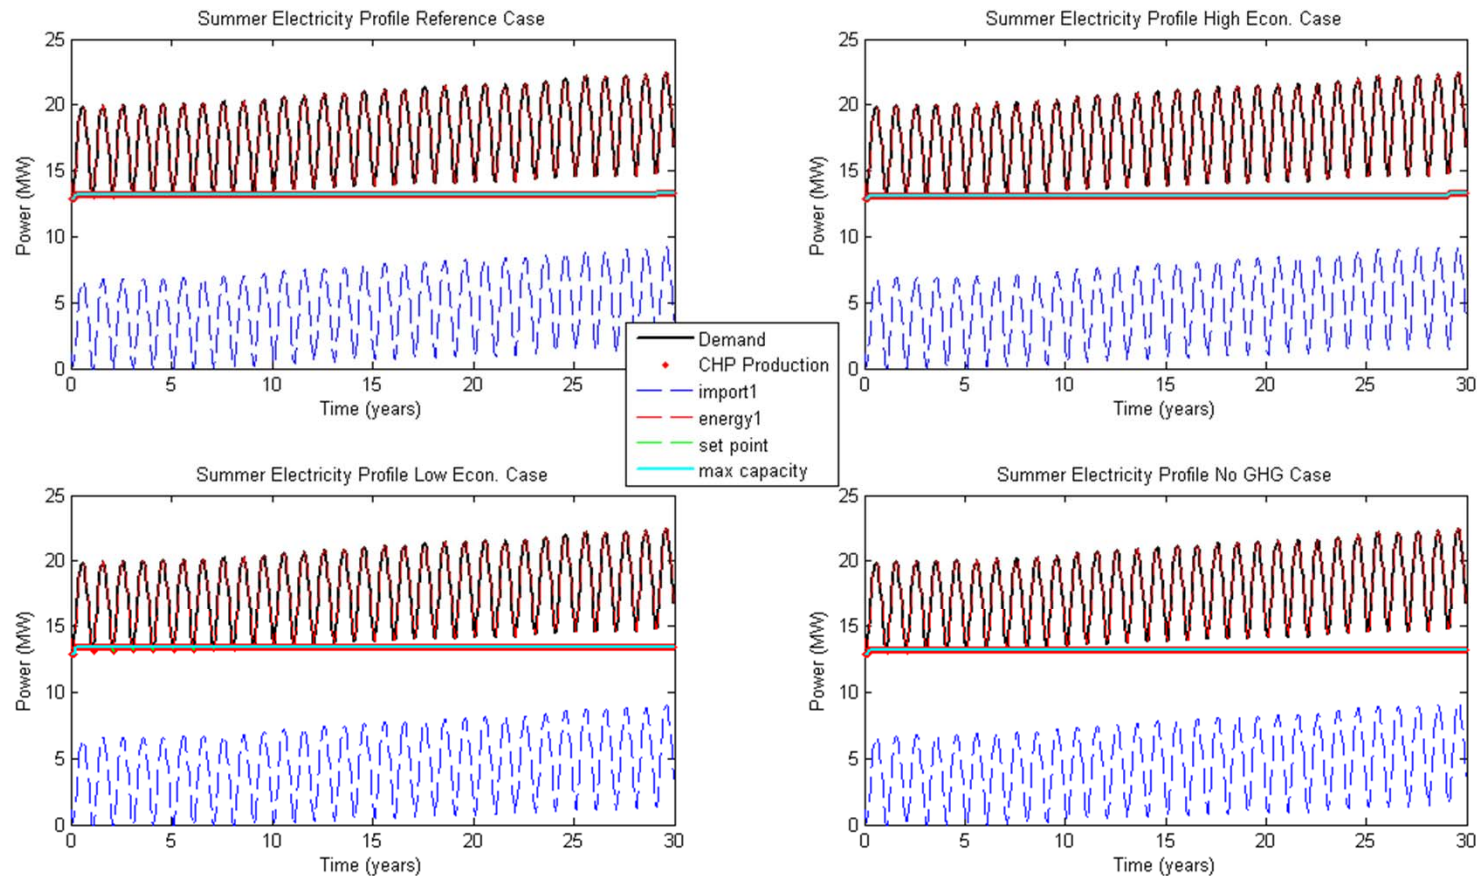 Summer Electricity Profile Reference Case
25
20
15
10
5
0
Power (MW)
0 5 10 15 20 25
Time (years)
Summer Electricity Profile High Econ. Case
25
20
15
10
5
0
Power (MW)
0 5 10 15 20 25 30
Time (years)
Demand
CHP Production
import1
energy1
set point
max capacity
Summer Electricity Profile Low Econ. Case
25
20
15
10
5
0
Power (MW)
0 5 10 15 20 25 30
Time (years)
Summer Electricity Profile No GHG Case
25
20
15
10
5
0
Power (MW)
0 5 10 15 20 25 30
Time (years)